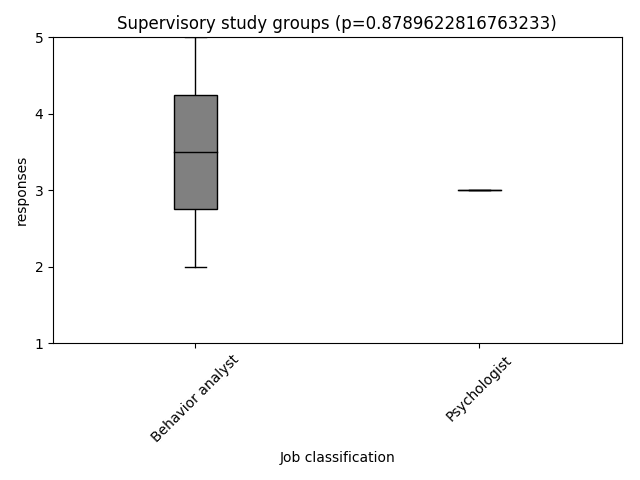 Supervisory study groups (p=0.8789622816763233)
5
4
3
2
1
responses
Behavior analyst
Psychologist
Job classification